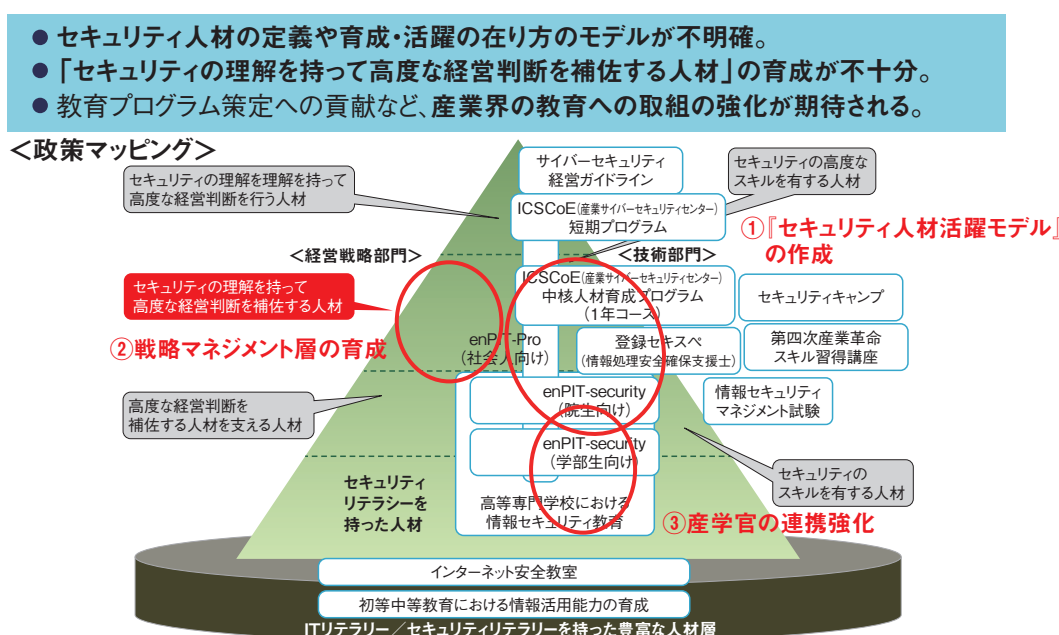 ● セキュリティ人材の定義や育成・活躍の在り方のモデルが不明確。
● 「セキュリティの理解を持って高度な経営判断を補佐する人材」の育成が不十分。
● 教育プログラム策定への貢献など、産業界の教育への取組の強化が期待される。
＜政策マッピング＞
セキュリティの理解を理解を持って
高度な経営判断を行う人材
サイバーセキュリティ
経営ガイドライン
セキュリティの高度な
スキルを有する人材
ICSCoE（産業サイバーセキュリティセンター）
短期プログラム
①『セキュリティ人材活躍モデル』
の作成
＜経営戦略部門＞
＜技術部門＞
セキュリティの理解を持って
高度な経営判断を補佐する人材
ICSCoE（産業サイバーセキュリティセンター）
中核人材育成プログラム
（1年コース）
セキュリティキャンプ
②戦略マネジメント層の育成
enPIT-Pro
（社会人向け）
登録セキスペ
（情報処理安全確保支援士）
第四次産業革命
スキル習得講座
高度な経営判断を
補佐する人材を支える人材
enPIT-security
（院生向け）
情報セキュリティ
マネジメント試験
enPIT-security
（学部生向け）
セキュリティの
スキルを有する人材
セキュリティ
リテラシーを
持った人材
高等専門学校における
情報セキュリティ教育
③産学官の連携強化
インターネット安全教室
初等中等教育における情報活用能力の育成
ITリテラリー／セキュリティリテラリーを持った豊富な人材層